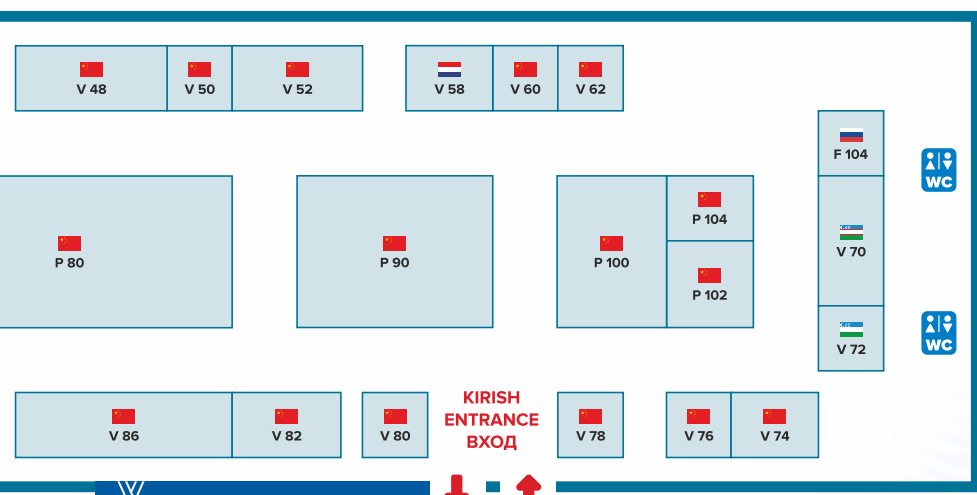 V 48
V 50
V 52
V 58
V 60
V 62
F 104
WC
P 80
P 90
P 100
P 104
P 102
V 70
V 72
WC
V 86
V 82
V 80
KIRISH
ENTRANCE
ВХОД
V 78
V 76
V 74